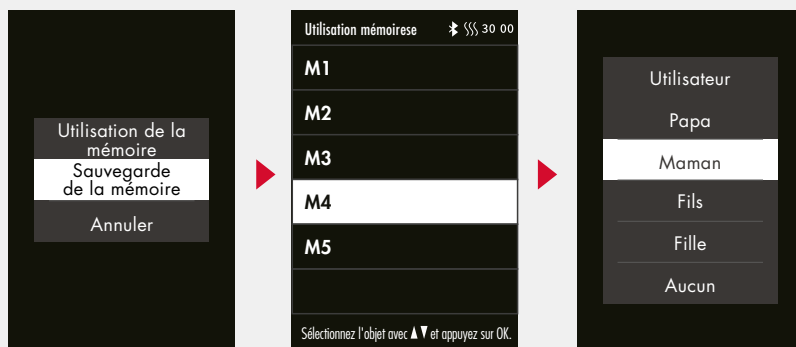 Utilisation de la
mémoire
Sauvegarde
de la mémoire
Annuler
Utilisation mémoirese 30 00
M1
M2
M3
M4
M5
Sélectionnez l'objet avec ▲▼ et appuyez sur OK.
Utilisateur
Papa
Maman
Fils
Fille
Aucun